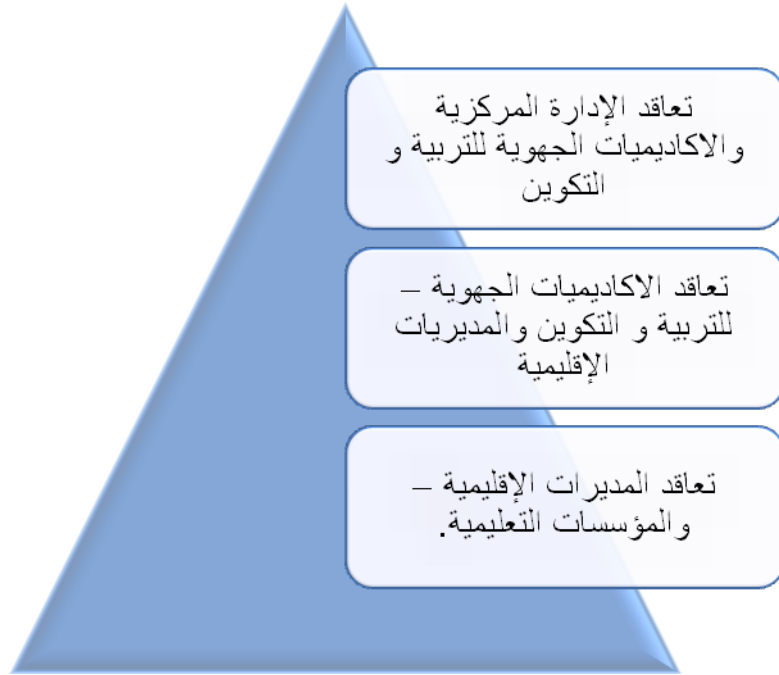 تعاقد الإدارة المركزية
والاكاديميات الجهوية للتربية و
التكوين
تعاقد الاكاديميات الجهوية –
للتربية و التكوين والمديريات
الإقليمية
تعاقد المديرات الإقليمية –
والمؤسسات التعليمية.